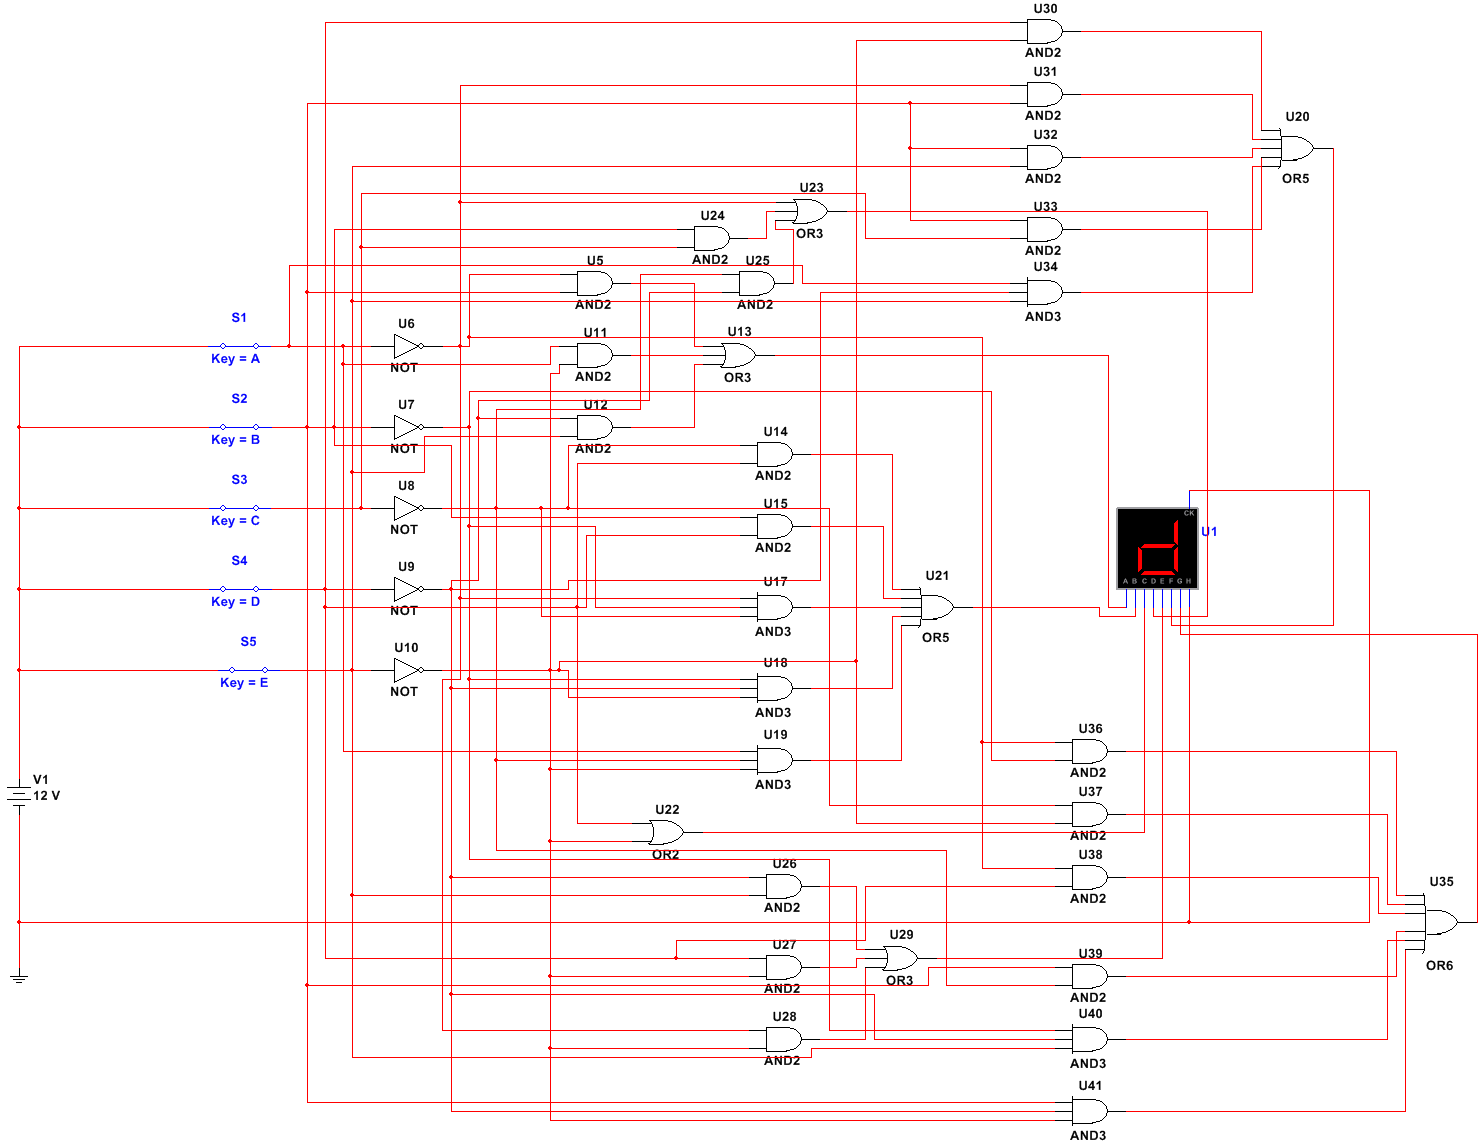 U30
AND2
U31
AND2
U20
U32
AND2
OR5
U23
U24
OR3
U33
AND2
AND2
U5
U25
U34
AND2
AND2
AND3
S1
Key = A
U6
NOT
U11
AND2
U13
OR3
S2
Key = B
U7
NOT
U12
AND2
U14
AND2
S3
Key = C
U8
NOT
U15
AND2
CK
U1
A B C D E F G H
S4
Key = D
U9
NOT
U17
AND3
U21
OR5
S5
Key = E
U10
NOT
U18
AND3
U19
AND3
V1
12 V
U36
AND2
U37
AND2
U22
OR2
U38
AND2
U26
AND2
U35
OR6
U27
AND2
U29
OR3
U39
AND2
U28
AND2
U40
AND3
U41
AND3